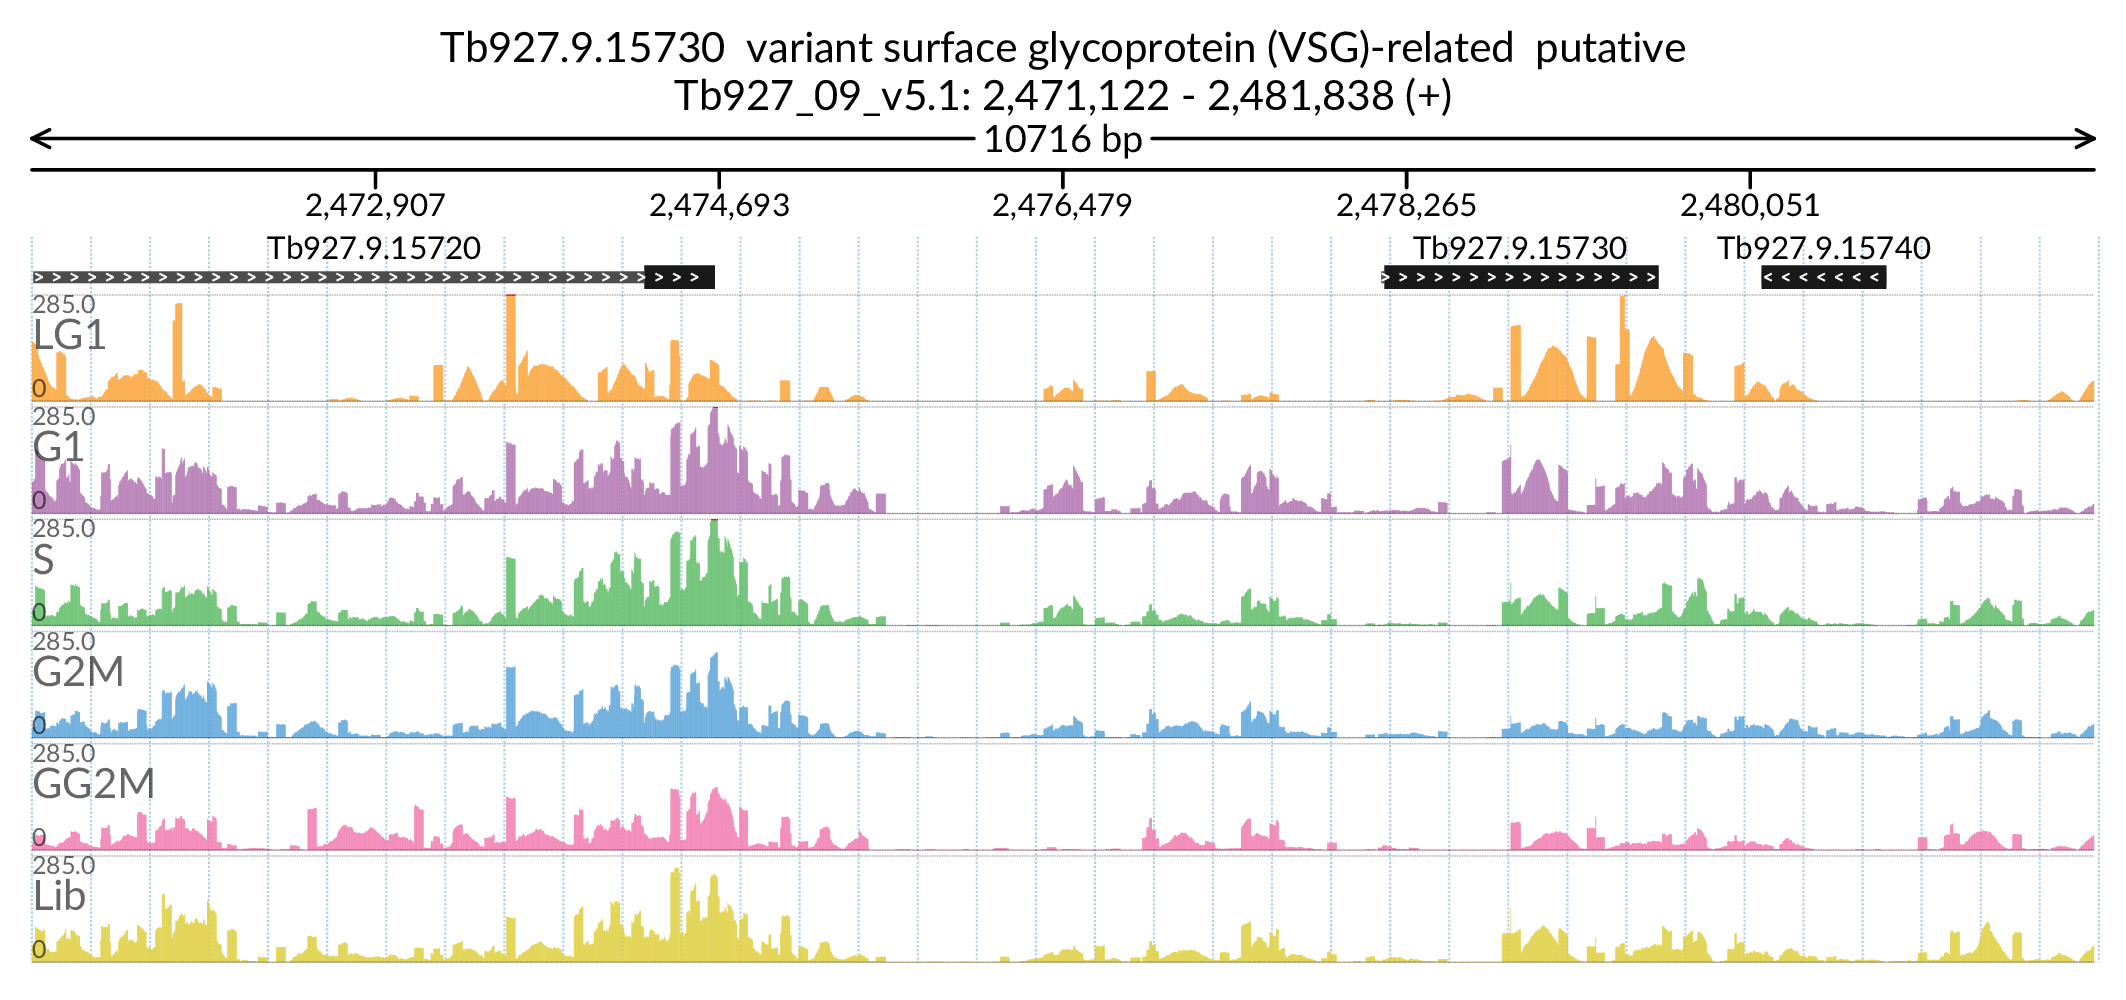 Tb927.9.15730  variant surface glycoprotein (VSG)-related  putative
Tb927_09_v5.1: 2,471,122 - 2,481,838 (+)
10716 bp
2,472,907 2,474,693 2,476,479 2,478,265 2,480,051
Tb927.9.15720 Tb927.9.15730 Tb927.9.15740
285.0
LG1
0
285.0
G1
0
285.0
S
0
285.0
G2M
0
285.0
GG2M
0
285.0
Lib
0